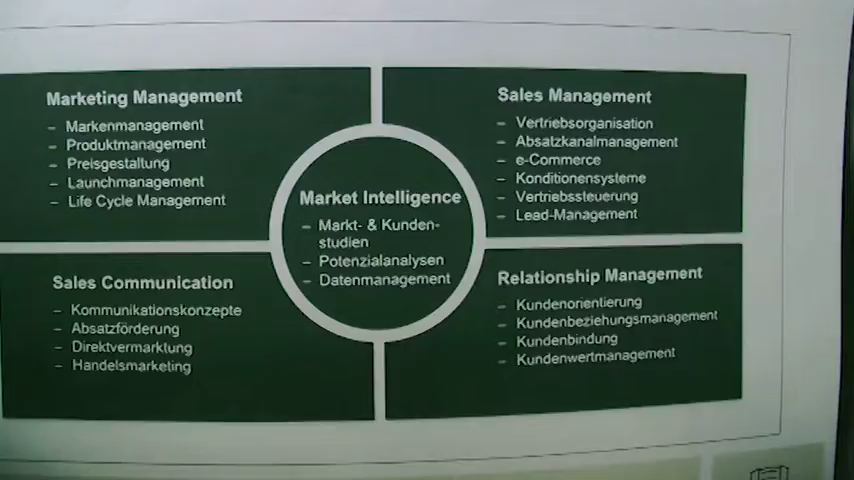 Marketing Management
– Markenmanagement
– Produktmanagement
– Preisgestaltung
– Launchmanagement
– Life Cycle Management
Sales Management
– Vertriebsorganisation
– Absatzkanalmanagement
– e-Commerce
– Konditionensysteme
– Vertriebssteuerung
– Lead-Management
Market Intelligence
– Markt- & Kunden-
studien
– Potenzialanalysen
– Datenmanagement
Sales Communication
– Kommunikationskonzepte
– Absatzförderung
– Direktvermarktung
– Handelsmarketing
Relationship Management
– Kundenorientierung
– Kundenbeziehungsmanagement
– Kundenbindung
– Kundenwertmanagement